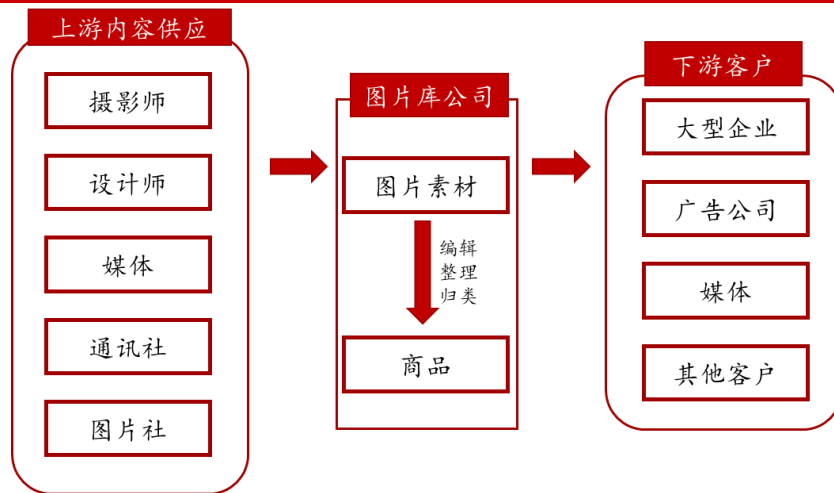 上游内容供应
摄影师
设计师
媒体
通讯社
图片社
图片库公司
图片素材
编辑
整理
归类
商品
下游客户
大型企业
广告公司
媒体
其他客户